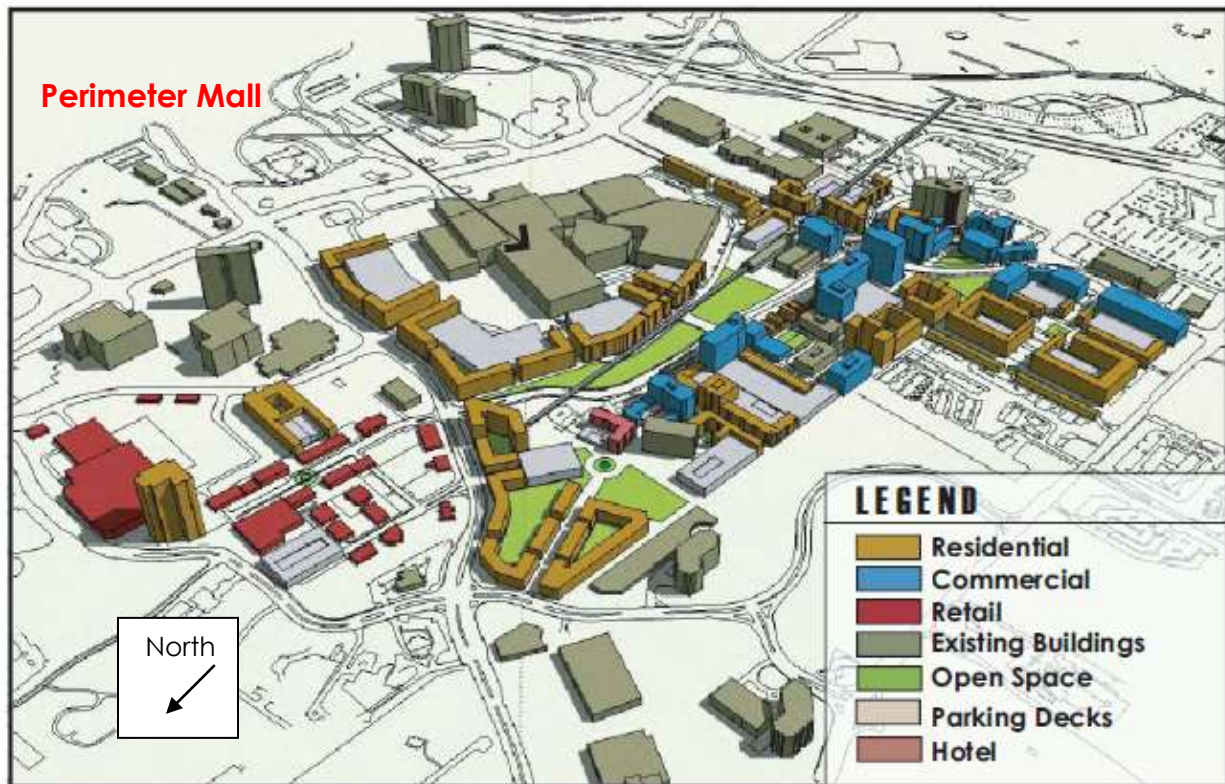 Perimeter Mall
North
LEGEND
Residential
Commercial
Retail
Existing Buildings
Open Space
Parking Decks
Hotel